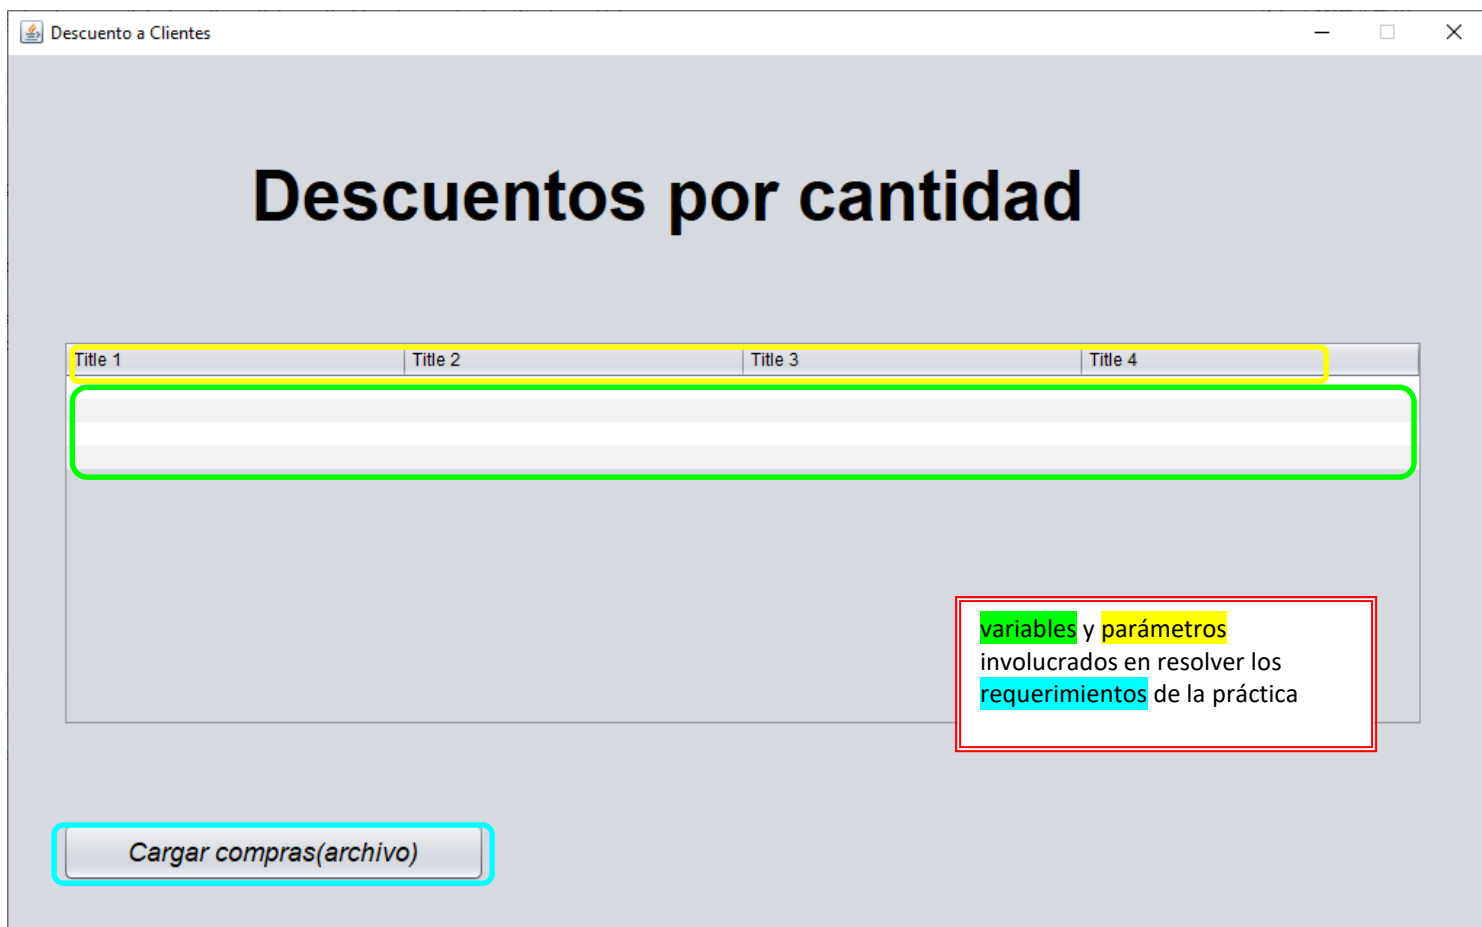 Descuento a Clientes
Descuentos por cantidad
Title 1 Title 2 Title 3 Title 4
variables y parámetros
involucrados en resolver los
requerimientos de la práctica
Cargar compras(archivo)